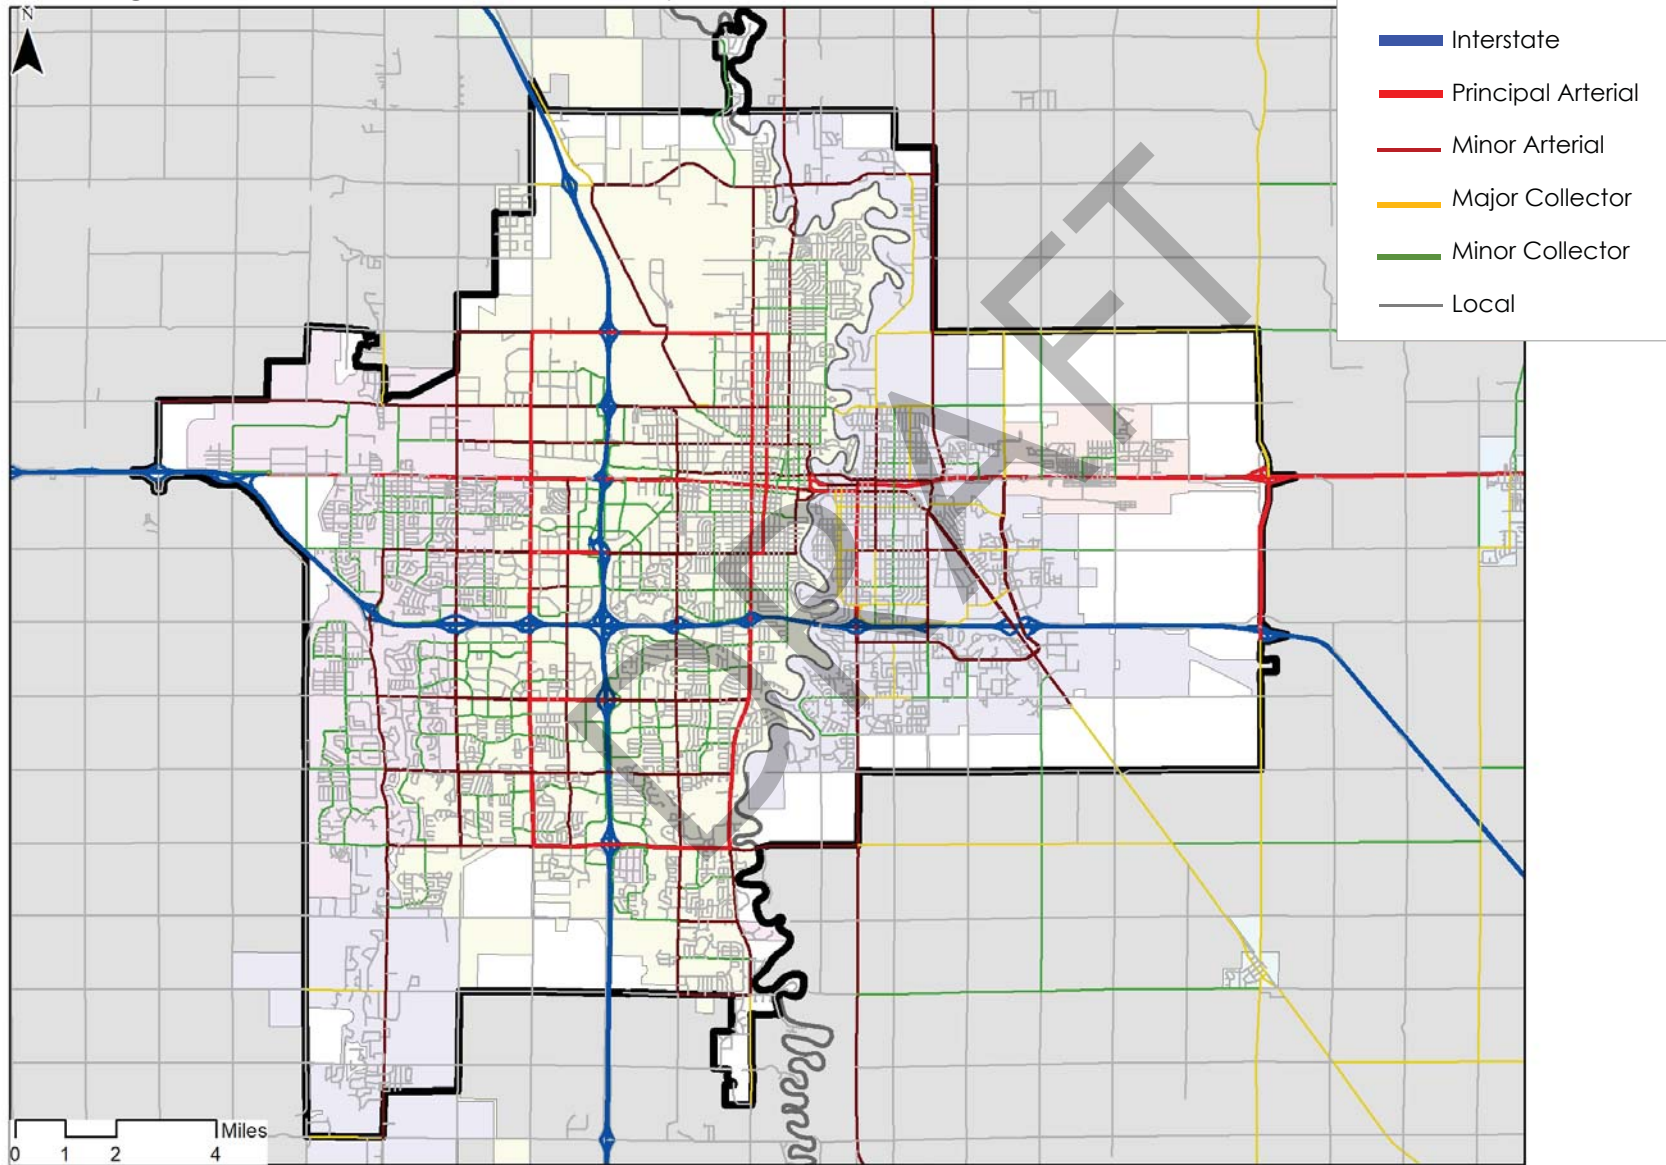 N
Interstate
Principal Arterial
Minor Arterial
Major Collector
Minor Collector
Local
DRAFT
Miles
0 1 2 4